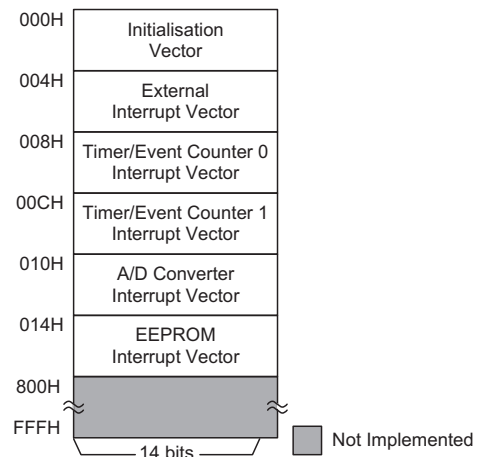 000H
Initialisation
Vector
004H
External
Interrupt Vector
008H
Timer/Event Counter 0
Interrupt Vector
00CH
Timer/Event Counter 1
Interrupt Vector
010H
A/D Converter
Interrupt Vector
014H
EEPROM
Interrupt Vector
800H
FFFH
14 bits
Not Implemented